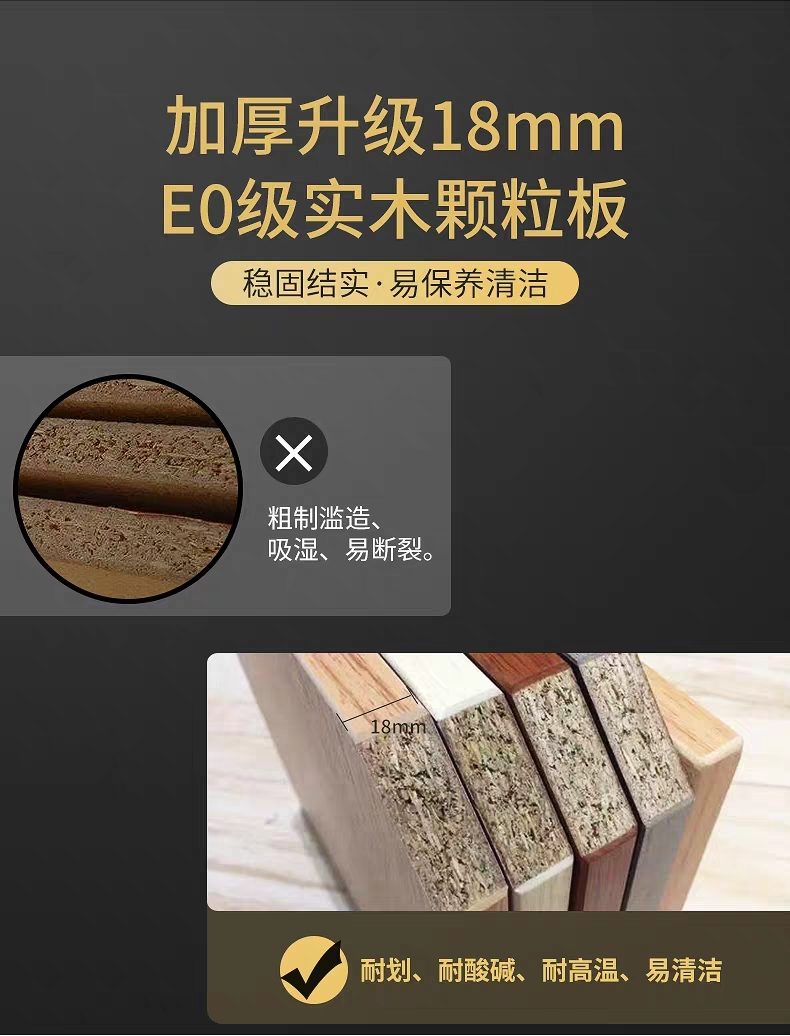 加厚升级18mm
E0级实木颗粒板
稳固结实·易保养清洁
粗制滥造、
吸湿、易断裂。
18mm
耐划、耐酸碱、耐高温、易清洁